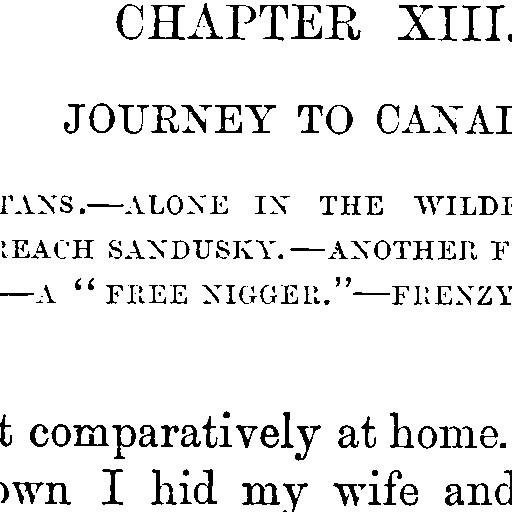 CHAPTER XIII.
JOURNEY TO CANA
TANS.—ALONE IN THE WILDE
REACH SANDUSKY.—ANOTHER F
—A “FREE NIGGER.”—FRENZY
t comparatively at home.
own I hid my wife and